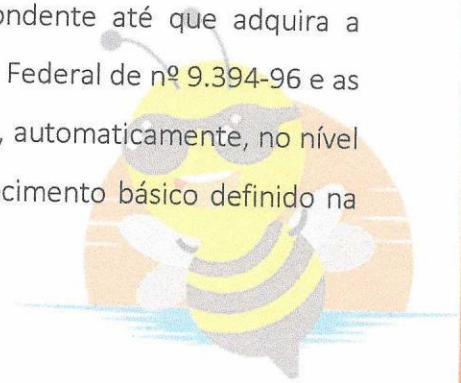 ondente até que adquira a
Federal de nº 9.394-96 e as
, automaticamente, no nível
ecimento básico definido na